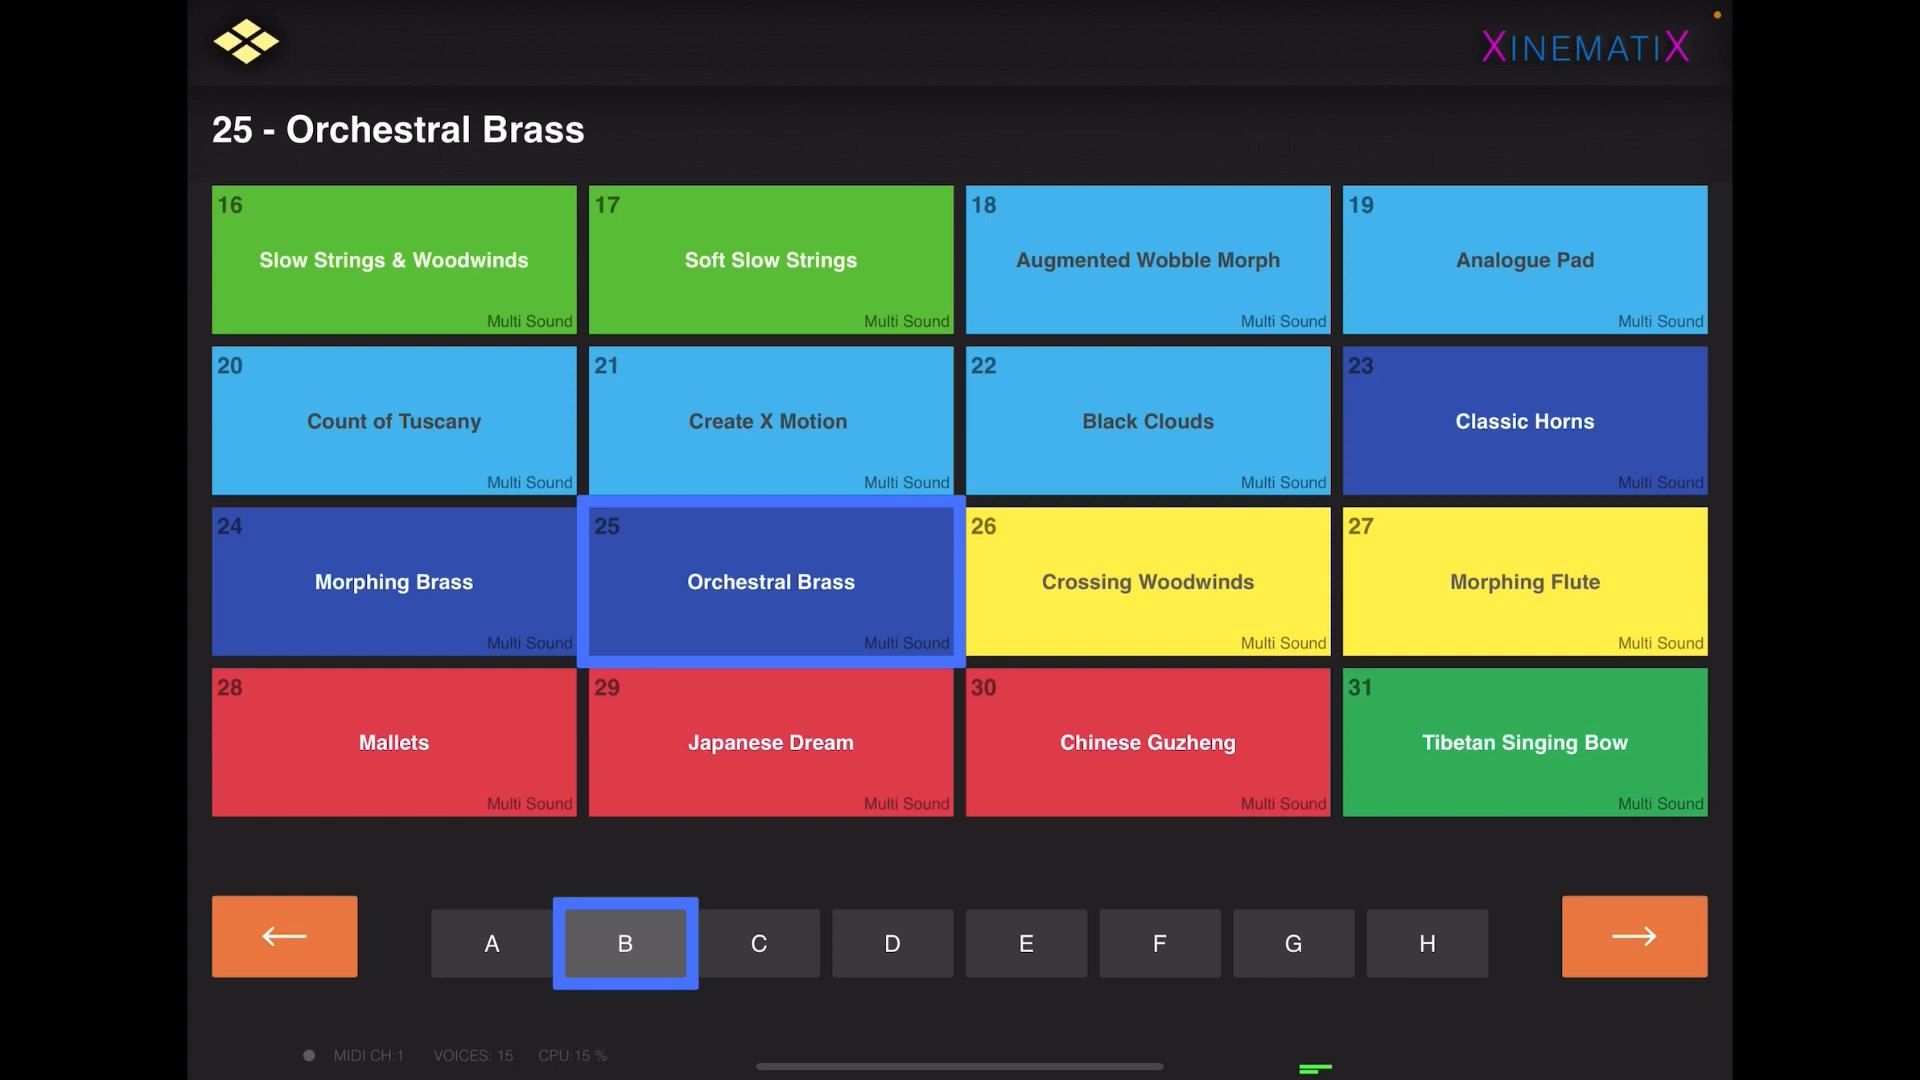 XINEMATIX
25 - Orchestral Brass
16
Slow Strings & Woodwinds
Multi Sound
17
Soft Slow Strings
Multi Sound
18
Augmented Wobble Morph
Multi Sound
19
Analogue Pad
Multi Sound
20
Count of Tuscany
Multi Sound
21
Create X Motion
Multi Sound
22
Black Clouds
Multi Sound
23
Classic Horns
Multi Sound
24
Morphing Brass
Multi Sound
25
Orchestral Brass
Multi Sound
26
Crossing Woodwinds
Multi Sound
27
Morphing Flute
Multi Sound
28
Mallets
Multi Sound
29
Japanese Dream
Multi Sound
30
Chinese Guzheng
Multi Sound
31
Tibetan Singing Bow
Multi Sound
← A B C D E F G H →
MIDI CH:1 VOICES: 15 CPU:15 %